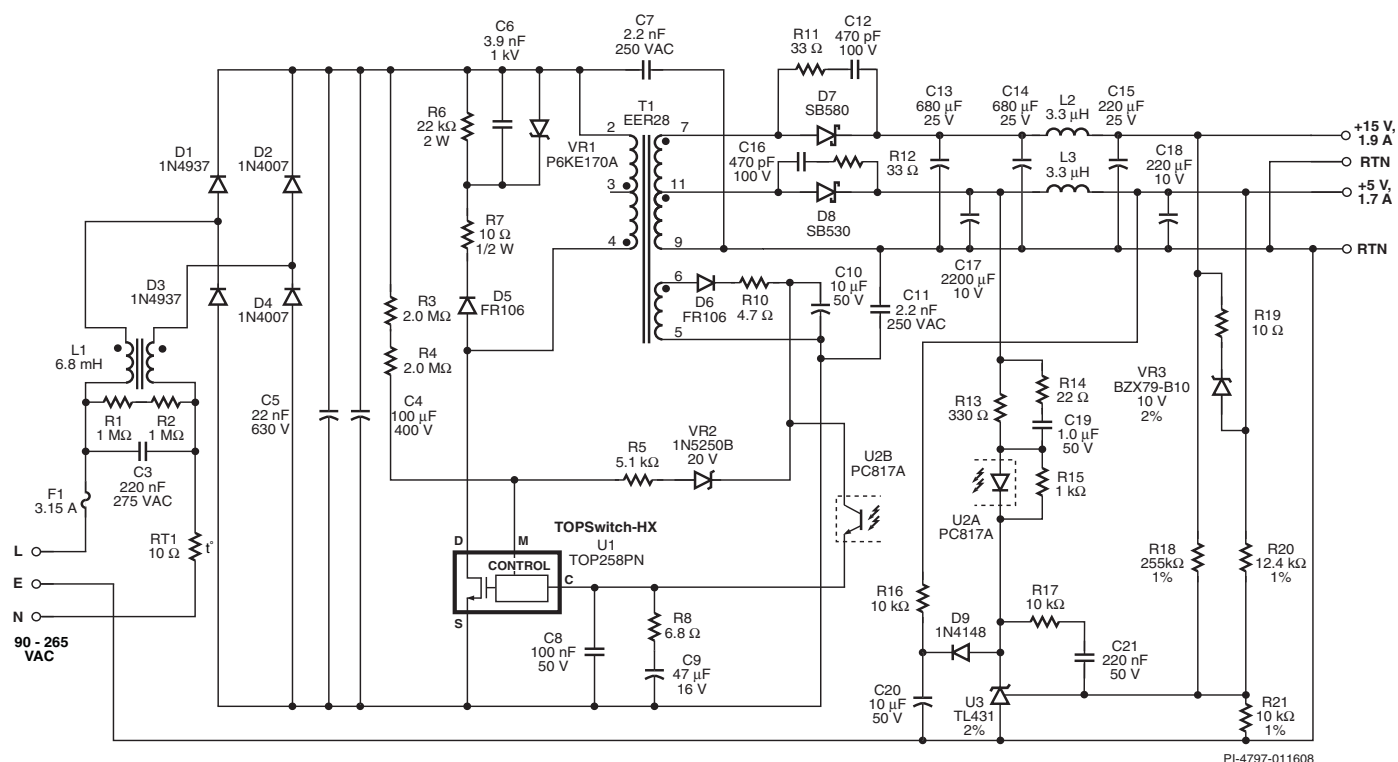 C6
3.9 nF
1 kV
C7
2.2 nF
250 VAC
R11
33 Ω
C12
470 pF
100 V
D7
SB580
C13
680 µF
25 V
C14
680 µF
25 V
L2
3.3 µH
C15
220 µF
25 V
+15 V,
1.9 A
RTN
+5 V,
1.7 A
RTN
R6
22 kΩ
2 W
VR1
P6KE170A
T1
EER28
2
3
4
7
11
9
6
5
C16
470 pF
100 V
R12
33 Ω
D8
SB530
L3
3.3 µH
C18
220 µF
10 V
D1
1N4937
D2
1N4007
D3
1N4937
D4
1N4007
R7
10 Ω
1/2 W
D5
FR106
D6
FR106
R10
4.7 Ω
C10
10 µF
50 V
C11
2.2 nF
250 VAC
C17
2200 µF
10 V
R3
2.0 MΩ
R4
2.0 MΩ
L1
6.8 mH
R1
1 MΩ
R2
1 MΩ
C3
220 nF
275 VAC
F1
3.15 A
RT1
10 Ω
t°
L
E
N
90 - 265
VAC
C5
22 nF
630 V
C4
100 µF
400 V
R5
5.1 kΩ
VR2
1N5250B
20 V
U2B
PC817A
R13
330 Ω
R14
22 Ω
C19
1.0 µF
50 V
R15
1 kΩ
U2A
PC817A
R19
10 Ω
VR3
BZX79-B10
10 V
2%
TOPSwitch-HX
U1
TOP258PN
D
M
CONTROL
C
S
C8
100 nF
50 V
R8
6.8 Ω
C9
47 µF
16 V
R16
10 kΩ
D9
1N4148
R17
10 kΩ
R18
255kΩ
1%
R20
12.4 kΩ
1%
C21
220 nF
50 V
C20
10 µF
50 V
U3
TL431
2%
R21
10 kΩ
1%
PI-4797-011608